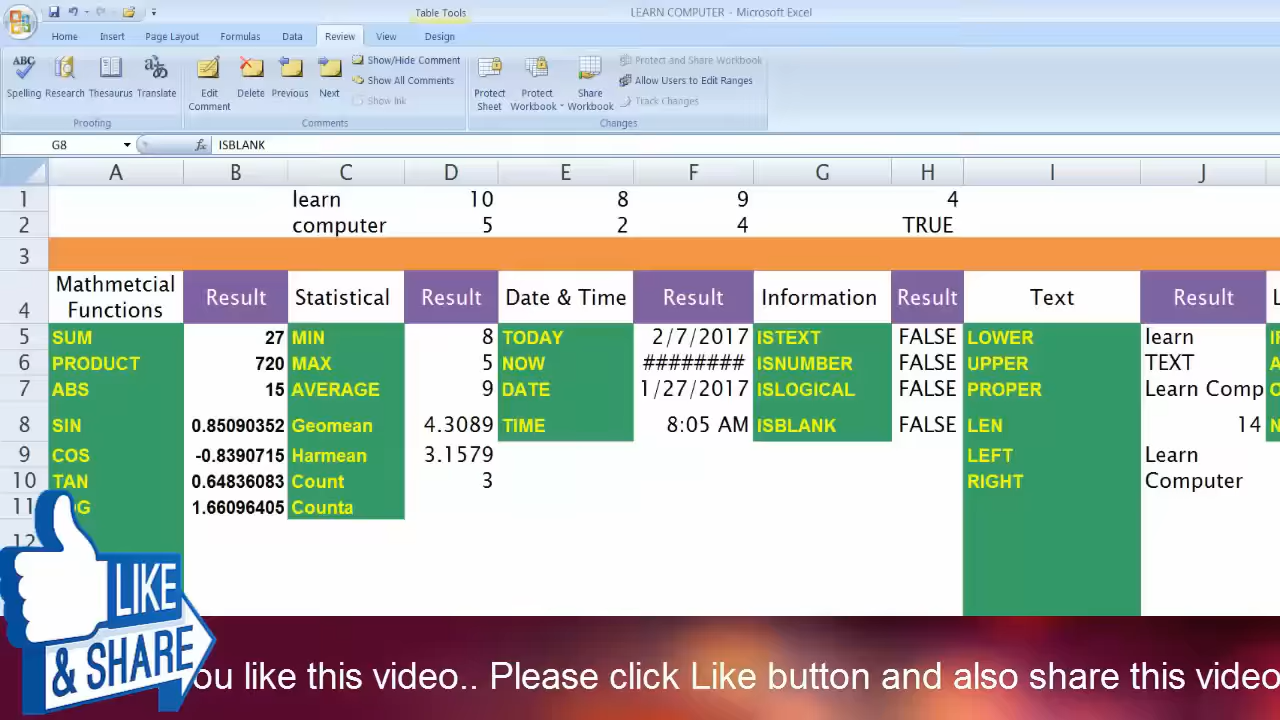 Table Tools
LEARN COMPUTER - Microsoft Excel
Home Insert Page Layout Formulas Data Review View Design
ABC
Spelling Research Thesaurus Translate
Edit Comment Delete Previous Next
Show/Hide Comment
Show All Comments
Show Ink
Protect Sheet Protect Workbook Share Workbook
Protect and Share Workbook
Allow Users to Edit Ranges
Track Changes
Proofing Comments Changes
G8 fx ISBLANK
A B C D E F G H I J
1 learn 10 8 9 4
2 computer 5 2 4 TRUE
3
4 Mathmetcial Functions Result Statistical Result Date & Time Result Information Result Text Result
5 SUM 27 MIN 8 TODAY 2/7/2017 ISTEXT FALSE LOWER learn
6 PRODUCT 720 MAX 5 NOW ######## ISNUMBER FALSE UPPER TEXT
7 ABS 15 AVERAGE 9 DATE 1/27/2017 ISLOGICAL FALSE PROPER Learn Comp
8 SIN 0.85090352 Geomean 4.3089 TIME 8:05 AM ISBLANK FALSE LEN 14
9 COS -0.8390715 Harmean 3.1579 LEFT Learn
10 TAN 0.64836083 Count 3 RIGHT Computer
11 1.66096405 Counta
12
LIKE
& SHARE
ou like this video.. Please click Like button and also share this video